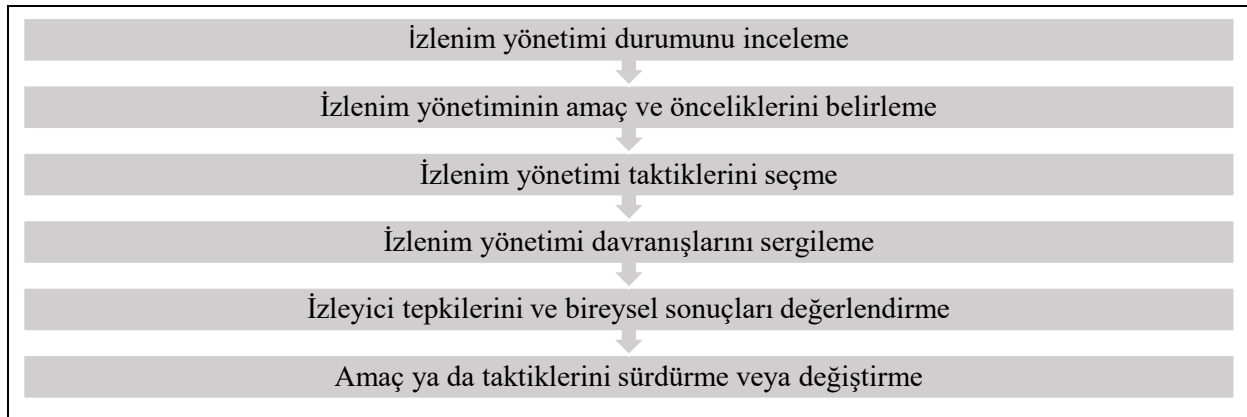 İzlenim yönetimi durumunu inceleme
İzlenim yönetiminin amaç ve önceliklerini belirleme
İzlenim yönetimi taktiklerini seçme
İzlenim yönetimi davranışlarını sergileme
İzleyici tepkilerini ve bireysel sonuçları değerlendirme
Amaç ya da taktiklerini sürdürme veya değiştirme